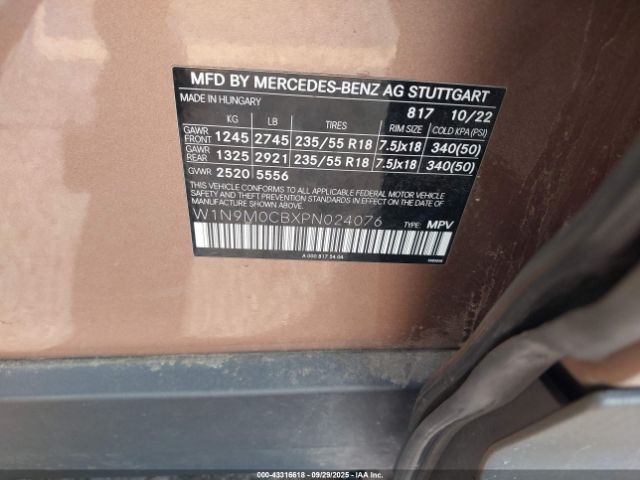 MFD BY MERCEDES-BENZ AG STUTTGART
MADE IN HUNGARY 817 10/22
KG LB TIRES RIM SIZE COLD KPA(PSI)
GAWR FRONT 1245 2745 235/55 R18 7.5Jx18 340(50)
GAWR REAR 1325 2921 235/55 R18 7.5Jx18 340(50)
GVWR 2520 5556
THIS VEHICLE CONFORMS TO ALL APPLICABLE FEDERAL MOTOR VEHICLE
SAFETY AND THEFT PREVENTION STANDARDS IN EFFECT ON THE DATE OF
MANUFACTURE SHOWN ABOVE.
W1N9M0CBXPN024076 TYPE: MPV
A 000 817 54 04
000-43316618 | 09/29/2025 | IAA Inc.